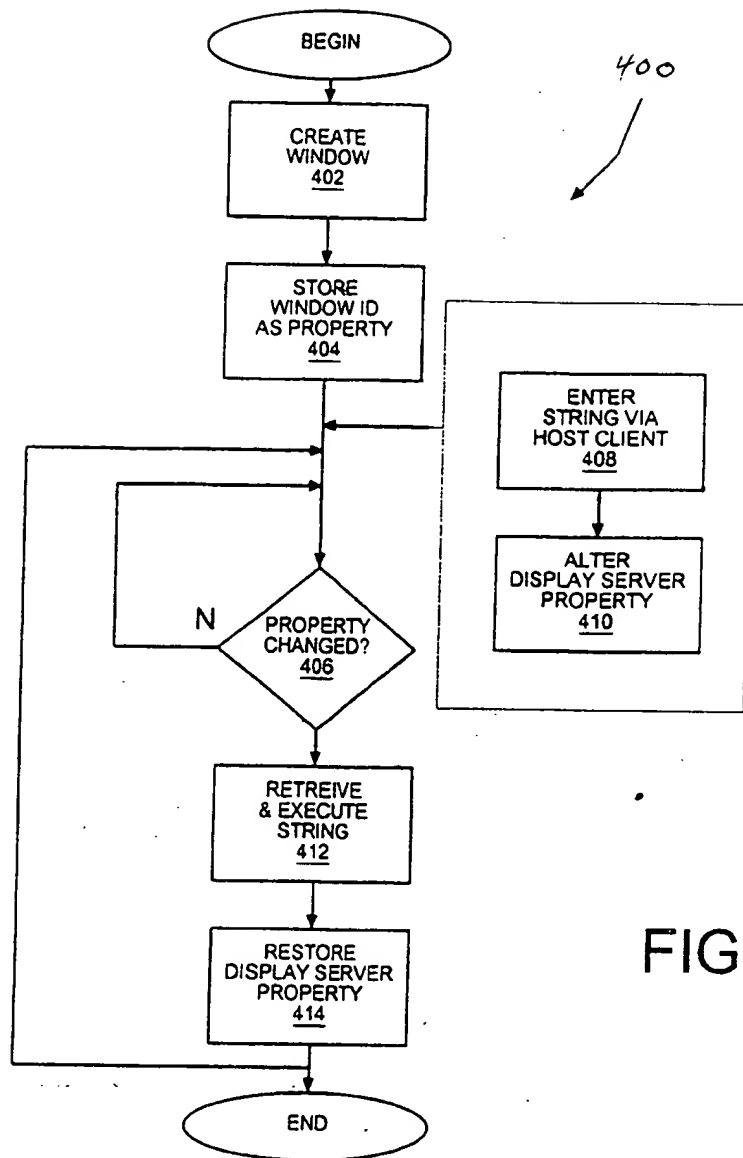 BEGIN
400
CREATE
WINDOW
402
STORE
WINDOW ID
AS PROPERTY
404
ENTER
STRING VIA
HOST CLIENT
408
ALTER
DISPLAY SERVER
PROPERTY
410
N
PROPERTY
CHANGED?
406
RETREIVE
& EXECUTE
STRING
412
RESTORE
DISPLAY SERVER
PROPERTY
414
FIG
END